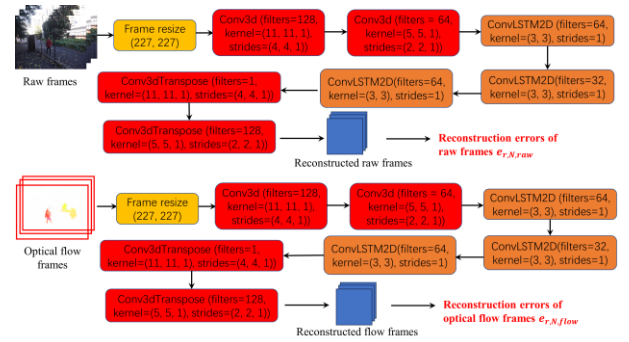 Raw frames
Frame resize
(227, 227)
Conv3d (filters=128,
kernel=(11, 11, 1),
strides=(4, 4, 1))
Conv3d (filters = 64,
kernel=(5, 5, 1),
strides=(2, 2, 1))
ConvLSTM2D (filters=64,
kernel=(3, 3), strides=1)
ConvLSTM2D(filters=32,
kernel=(3, 3), strides=1)
ConvLSTM2D(filters=64,
kernel=(3, 3), strides=1)
Conv3dTranspose (filters=1,
kernel=(11, 11, 1), strides=(4, 4, 1))
Conv3dTranspose (filters=128,
kernel=(5, 5, 1), strides=(2, 2, 1))
Reconstructed raw frames
Reconstruction errors of
raw frames e_{r,N,raw}
Optical flow
frames
Frame resize
(227, 227)
Conv3d (filters=128,
kernel=(11, 11, 1),
strides=(4, 4, 1))
Conv3d (filters = 64,
kernel=(5, 5, 1),
strides=(2, 2, 1))
ConvLSTM2D (filters=64,
kernel=(3, 3), strides=1)
ConvLSTM2D(filters=32,
kernel=(3, 3), strides=1)
ConvLSTM2D(filters=64,
kernel=(3, 3), strides=1)
Conv3dTranspose (filters=1,
kernel=(11, 11, 1), strides=(4, 4, 1))
Conv3dTranspose (filters=128,
kernel=(5, 5, 1), strides=(2, 2, 1))
Reconstructed flow frames
Reconstruction errors of
optical flow frames e_{r,N,flow}